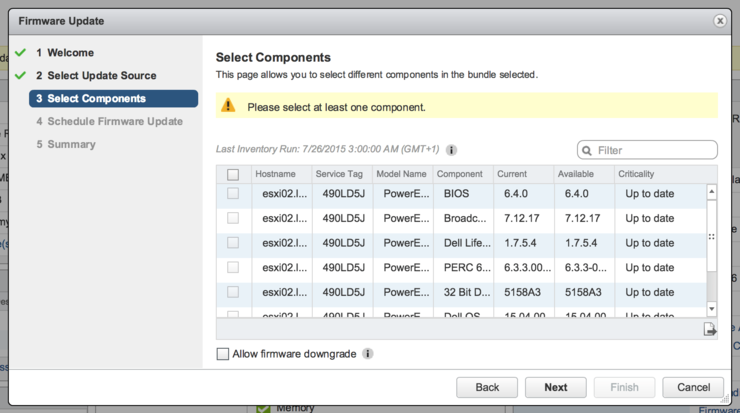 Firmware Update
1 Welcome
2 Select Update Source
3 Select Components
4 Schedule Firmware Update
5 Summary
Select Components
This page allows you to select different components in the bundle selected.
Please select at least one component.
Last Inventory Run: 7/26/2015 3:00:00 AM (GMT+1)
Filter
Hostname Service Tag Model Name Component Current Available Criticality
esxi02.l... 490LD5J PowerE... BIOS 6.4.0 6.4.0 Up to date
esxi02.l... 490LD5J PowerE... Broadc... 7.12.17 7.12.17 Up to date
esxi02.l... 490LD5J PowerE... Dell Life... 1.7.5.4 1.7.5.4 Up to date
esxi02.l... 490LD5J PowerE... PERC 6... 6.3.3.00... 6.3.3-0... Up to date
esxi02.l... 490LD5J PowerE... 32 Bit D... 5158A3 5158A3 Up to date
esxi02.l... 490LD5J PowerE... Dell OS 15.04.00 15.04.00 Up to date
Allow firmware downgrade
Back Next Finish Cancel
Memory